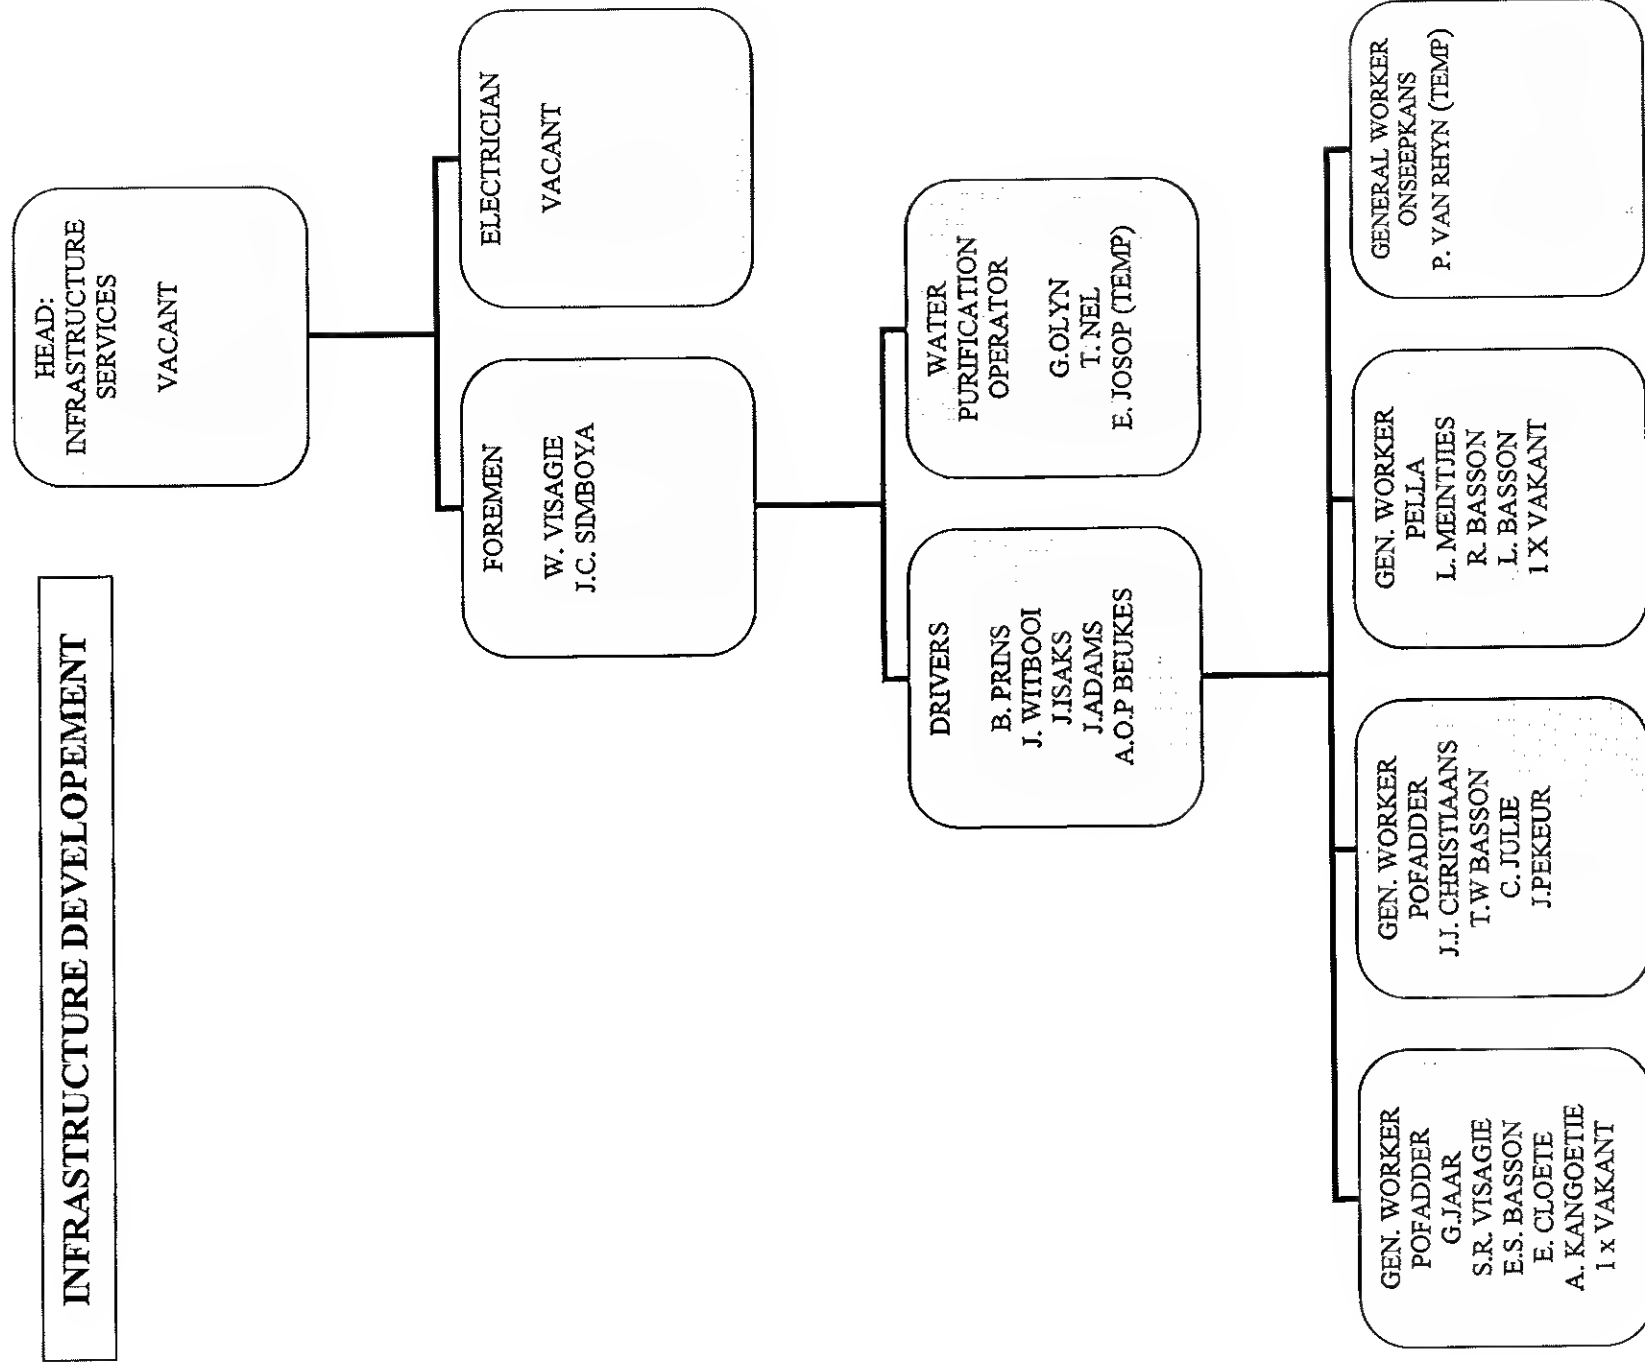 INFRASTRUCTURE DEVELOPEMENT
HEAD:
INFRASTRUCTURE
SERVICES
VACANT
FOREMEN
W. VISAGIE
J.C. SIMBOYA
ELECTRICIAN
VACANT
DRIVERS
B. PRINS
J. WITBOOI
J.ISAKS
J.ADAMS
A.O.P BEUKES
WATER
PURIFICATION
OPERATOR
G.OLYN
T. NEL
E. JOSOP (TEMP)
GEN. WORKER
POFADDER
G.JAAR
S.R. VISAGIE
E.S. BASSON
E. CLOETE
A. KANGOETIE
1 x VAKANT
GEN. WORKER
POFADDER
J.J. CHRISTIAANS
T.W BASSON
C. JULIE
J.PEKEUR
GEN. WORKER
PELLA
L. MEINTJIES
R. BASSON
L. BASSON
1 X VAKANT
GENERAL WORKER
ONSEEPKANS
P. VAN RHYN (TEMP)